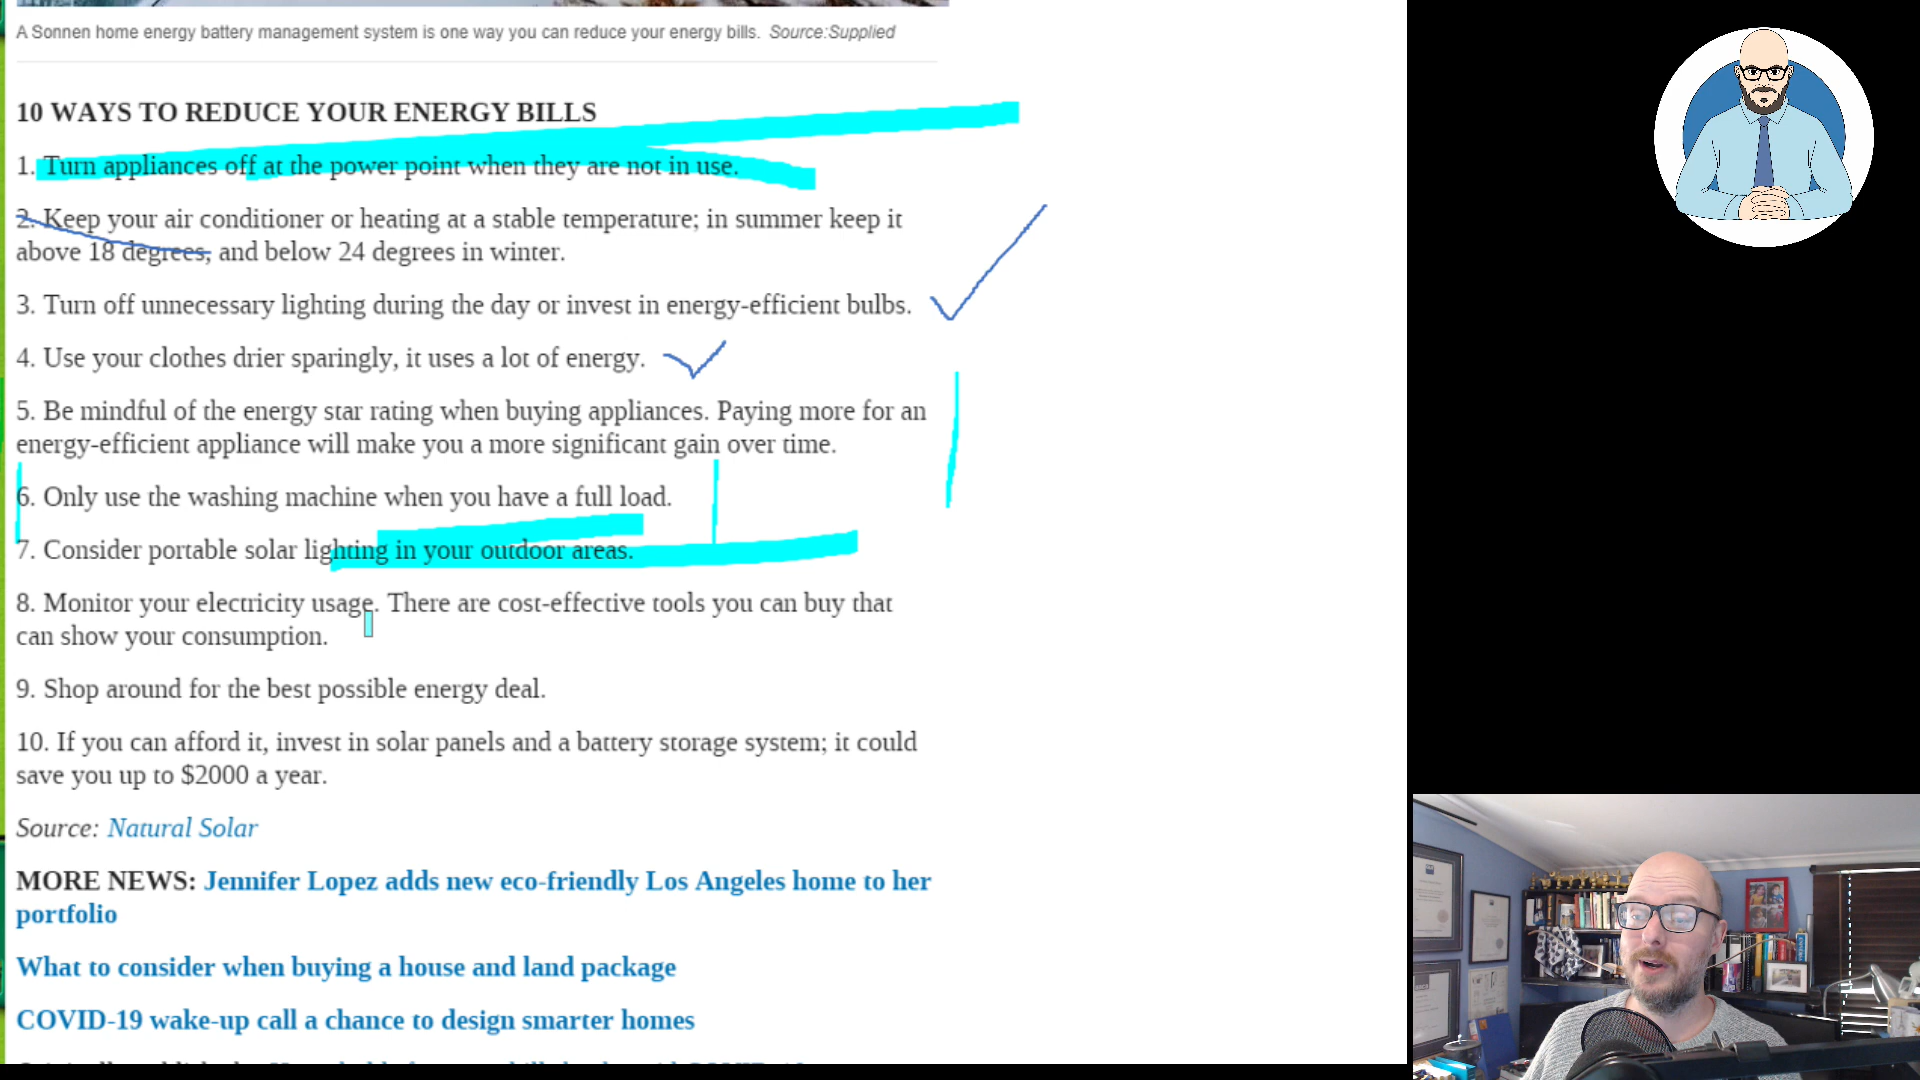 A Sonnen home energy battery management system is one way you can reduce your energy bills. Source:Supplied
10 WAYS TO REDUCE YOUR ENERGY BILLS
1. Turn appliances off at the power point when they are not in use.
2. Keep your air conditioner or heating at a stable temperature; in summer keep it
above 18 degrees, and below 24 degrees in winter.
3. Turn off unnecessary lighting during the day or invest in energy-efficient bulbs.
4. Use your clothes drier sparingly, it uses a lot of energy.
5. Be mindful of the energy star rating when buying appliances. Paying more for an
energy-efficient appliance will make you a more significant gain over time.
6. Only use the washing machine when you have a full load.
7. Consider portable solar lighting in your outdoor areas.
8. Monitor your electricity usage. There are cost-effective tools you can buy that
can show your consumption.
9. Shop around for the best possible energy deal.
10. If you can afford it, invest in solar panels and a battery storage system; it could
save you up to $2000 a year.
Source: Natural Solar
MORE NEWS: Jennifer Lopez adds new eco-friendly Los Angeles home to her
portfolio
What to consider when buying a house and land package
COVID-19 wake-up call a chance to design smarter homes